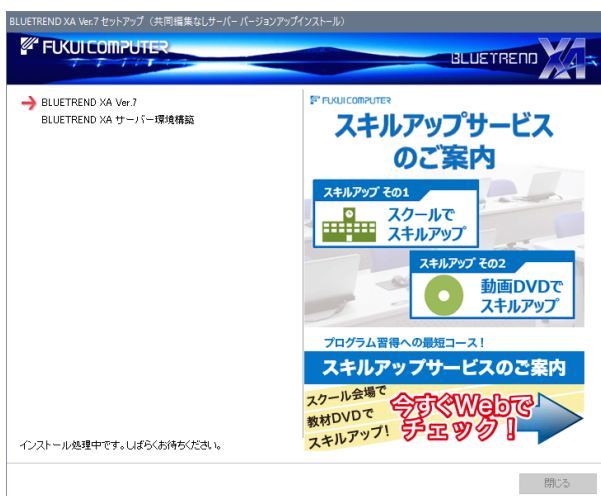 BLUETREND XA Ver.7 セットアップ（共同編集なしサーバー バージョンアップインストール）
FUKUI COMPUTER
BLUETREND XA
BLUETREND XA Ver.7
BLUETREND XA サーバー環境構築
FUKUI COMPUTER
スキルアップサービス
のご案内
スキルアップ その1
スクールで
スキルアップ
スキルアップ その2
動画DVDで
スキルアップ
プログラム習得への最短コース！
スキルアップサービスのご案内
スクール会場で
教材DVDで
スキルアップ!
今すぐWebで
チェック！
インストール処理中です。しばらくお待ちください。
閉じる